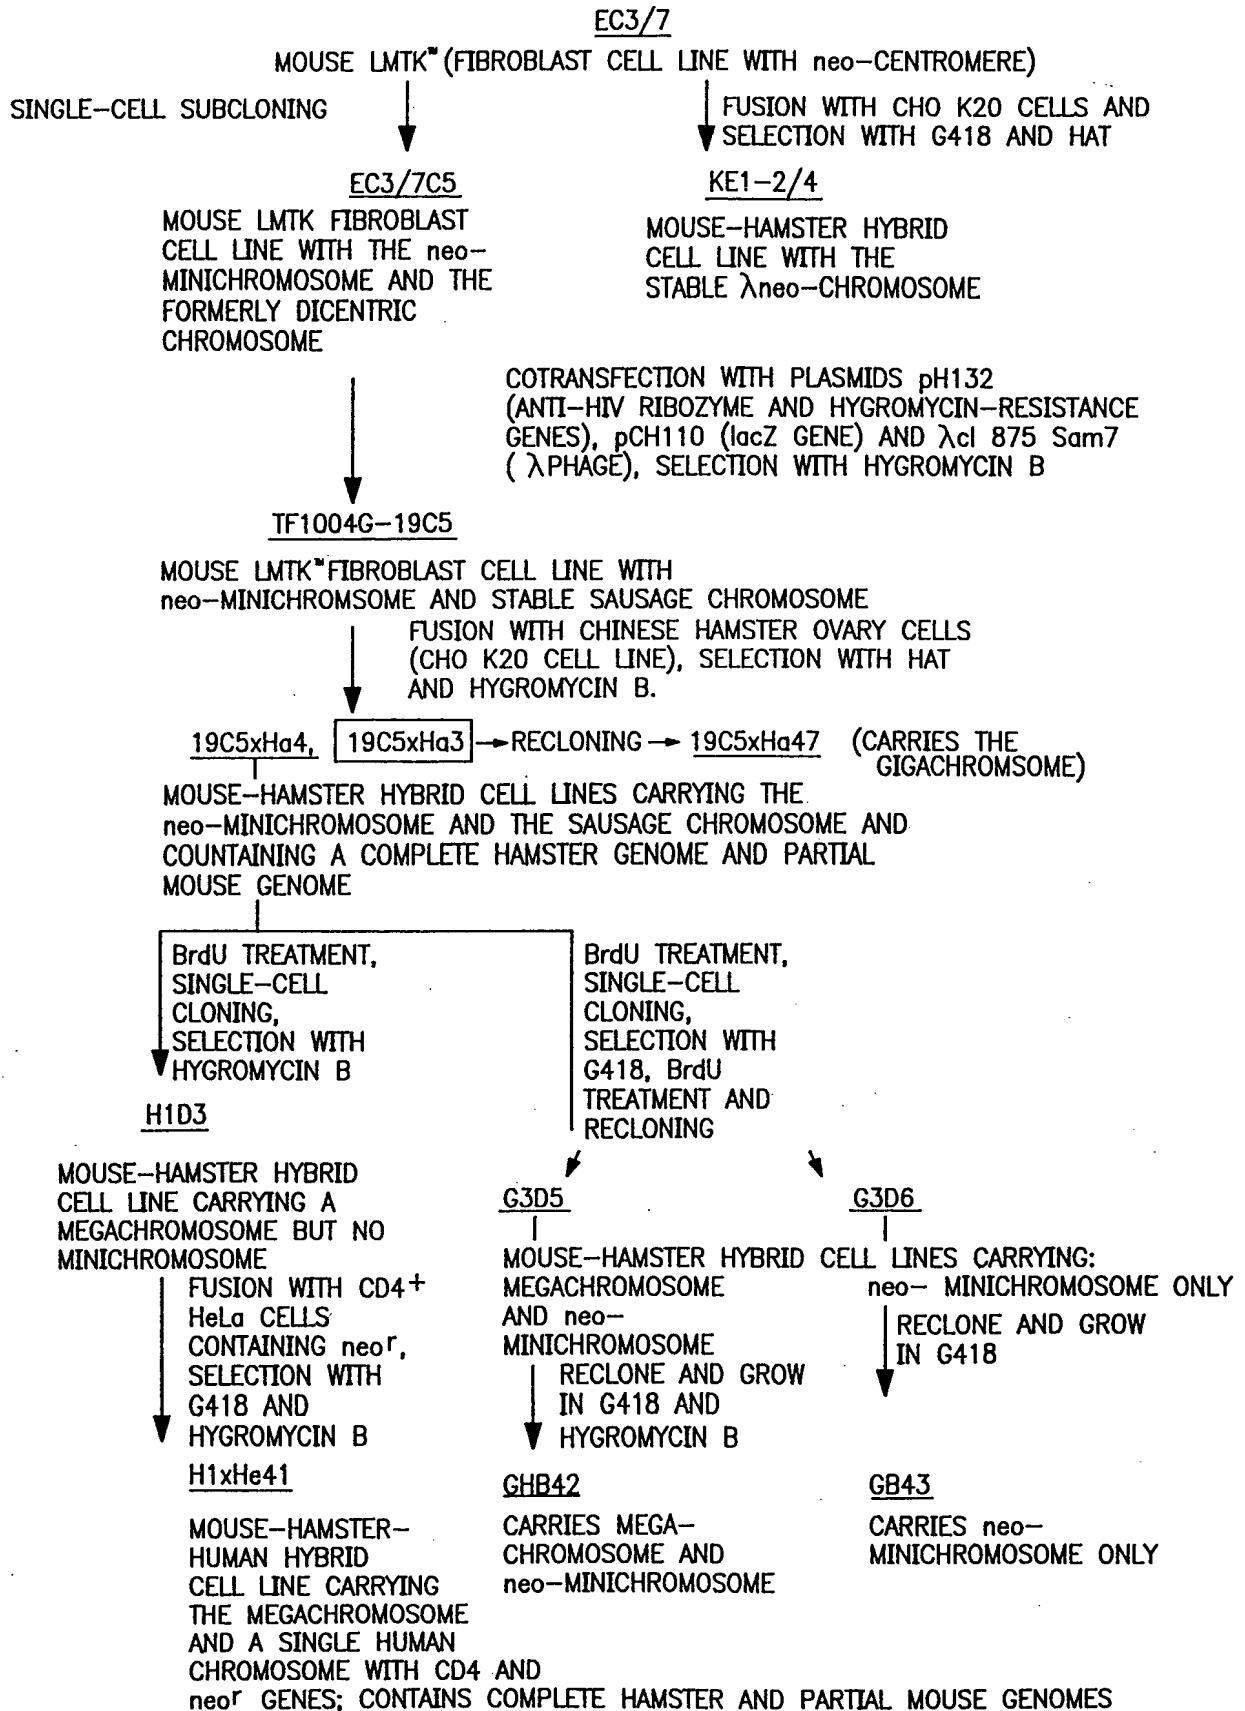 EC3/7
MOUSE LMTK⁻ (FIBROBLAST CELL LINE WITH neo-CENTROMERE)
SINGLE-CELL SUBCLONING
FUSION WITH CHO K20 CELLS AND
SELECTION WITH G418 AND HAT
EC3/7C5
MOUSE LMTK FIBROBLAST
CELL LINE WITH THE neo-
MINICHROMOSOME AND THE
FORMERLY DICENTRIC
CHROMOSOME
KE1-2/4
MOUSE-HAMSTER HYBRID
CELL LINE WITH THE
STABLE λneo-CHROMOSOME
COTRANSFECTION WITH PLASMIDS pH132
(ANTI-HIV RIBOZYME AND HYGROMYCIN-RESISTANCE
GENES), pCH110 (lacZ GENE) AND λcl 875 Sam7
( λPHAGE), SELECTION WITH HYGROMYCIN B
TF1004G-19C5
MOUSE LMTK⁻FIBROBLAST CELL LINE WITH
neo-MINICHROMSOME AND STABLE SAUSAGE CHROMOSOME
FUSION WITH CHINESE HAMSTER OVARY CELLS
(CHO K20 CELL LINE), SELECTION WITH HAT
AND HYGROMYCIN B.
19C5xHa4, 19C5xHa3 → RECLONING → 19C5xHa47 (CARRIES THE
GIGACHROMSOME)
MOUSE-HAMSTER HYBRID CELL LINES CARRYING THE
neo-MINICHROMOSOME AND THE SAUSAGE CHROMOSOME AND
COUNTAINING A COMPLETE HAMSTER GENOME AND PARTIAL
MOUSE GENOME
BrdU TREATMENT,
SINGLE-CELL
CLONING,
SELECTION WITH
HYGROMYCIN B
BrdU TREATMENT,
SINGLE-CELL
CLONING,
SELECTION WITH
G418, BrdU
TREATMENT AND
RECLONING
H1D3
MOUSE-HAMSTER HYBRID
CELL LINE CARRYING A
MEGACHROMOSOME BUT NO
MINICHROMOSOME
G3D5
G3D6
MOUSE-HAMSTER HYBRID CELL LINES CARRYING:
MEGACHROMOSOME
AND neo-
MINICHROMOSOME
neo- MINICHROMOSOME ONLY
FUSION WITH CD4+
HeLa CELLS
CONTAINING neoʳ,
SELECTION WITH
G418 AND
HYGROMYCIN B
RECLONE AND GROW
IN G418 AND
HYGROMYCIN B
RECLONE AND GROW
IN G418
H1xHe41
MOUSE-HAMSTER-
HUMAN HYBRID
CELL LINE CARRYING
THE MEGACHROMOSOME
AND A SINGLE HUMAN
CHROMOSOME WITH CD4 AND
neoʳ GENES; CONTAINS COMPLETE HAMSTER AND PARTIAL MOUSE GENOMES
GHB42
CARRIES MEGA-
CHROMOSOME AND
neo-MINICHROMOSOME
GB43
CARRIES neo-
MINICHROMOSOME ONLY